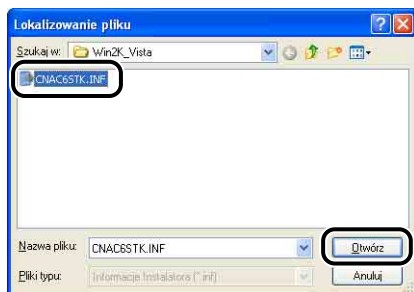 Lokalizowanie pliku
Szukaj w: Win2K_Vista
CNAC6STK.INF
Nazwa pliku: CNAC6STK.INF Otwórz
Pliki typu: Informacje Instalatora (*.inf) Anuluj